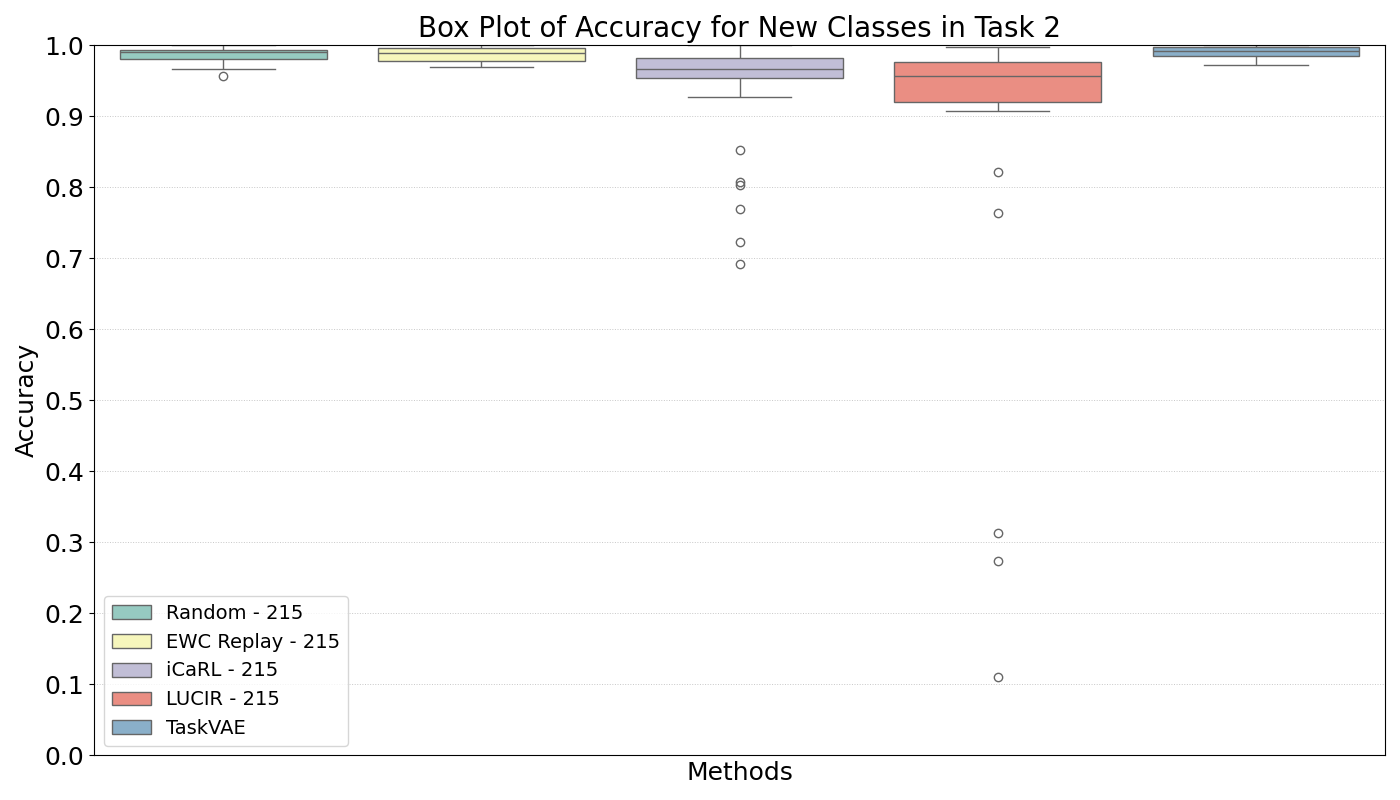 Box Plot of Accuracy for New Classes in Task 2
1.0
0.9
0.8
0.7
0.6
0.5
0.4
0.3
0.2
0.1
0.0
Accuracy
Random - 215
EWC Replay - 215
iCaRL - 215
LUCIR - 215
TaskVAE
Methods